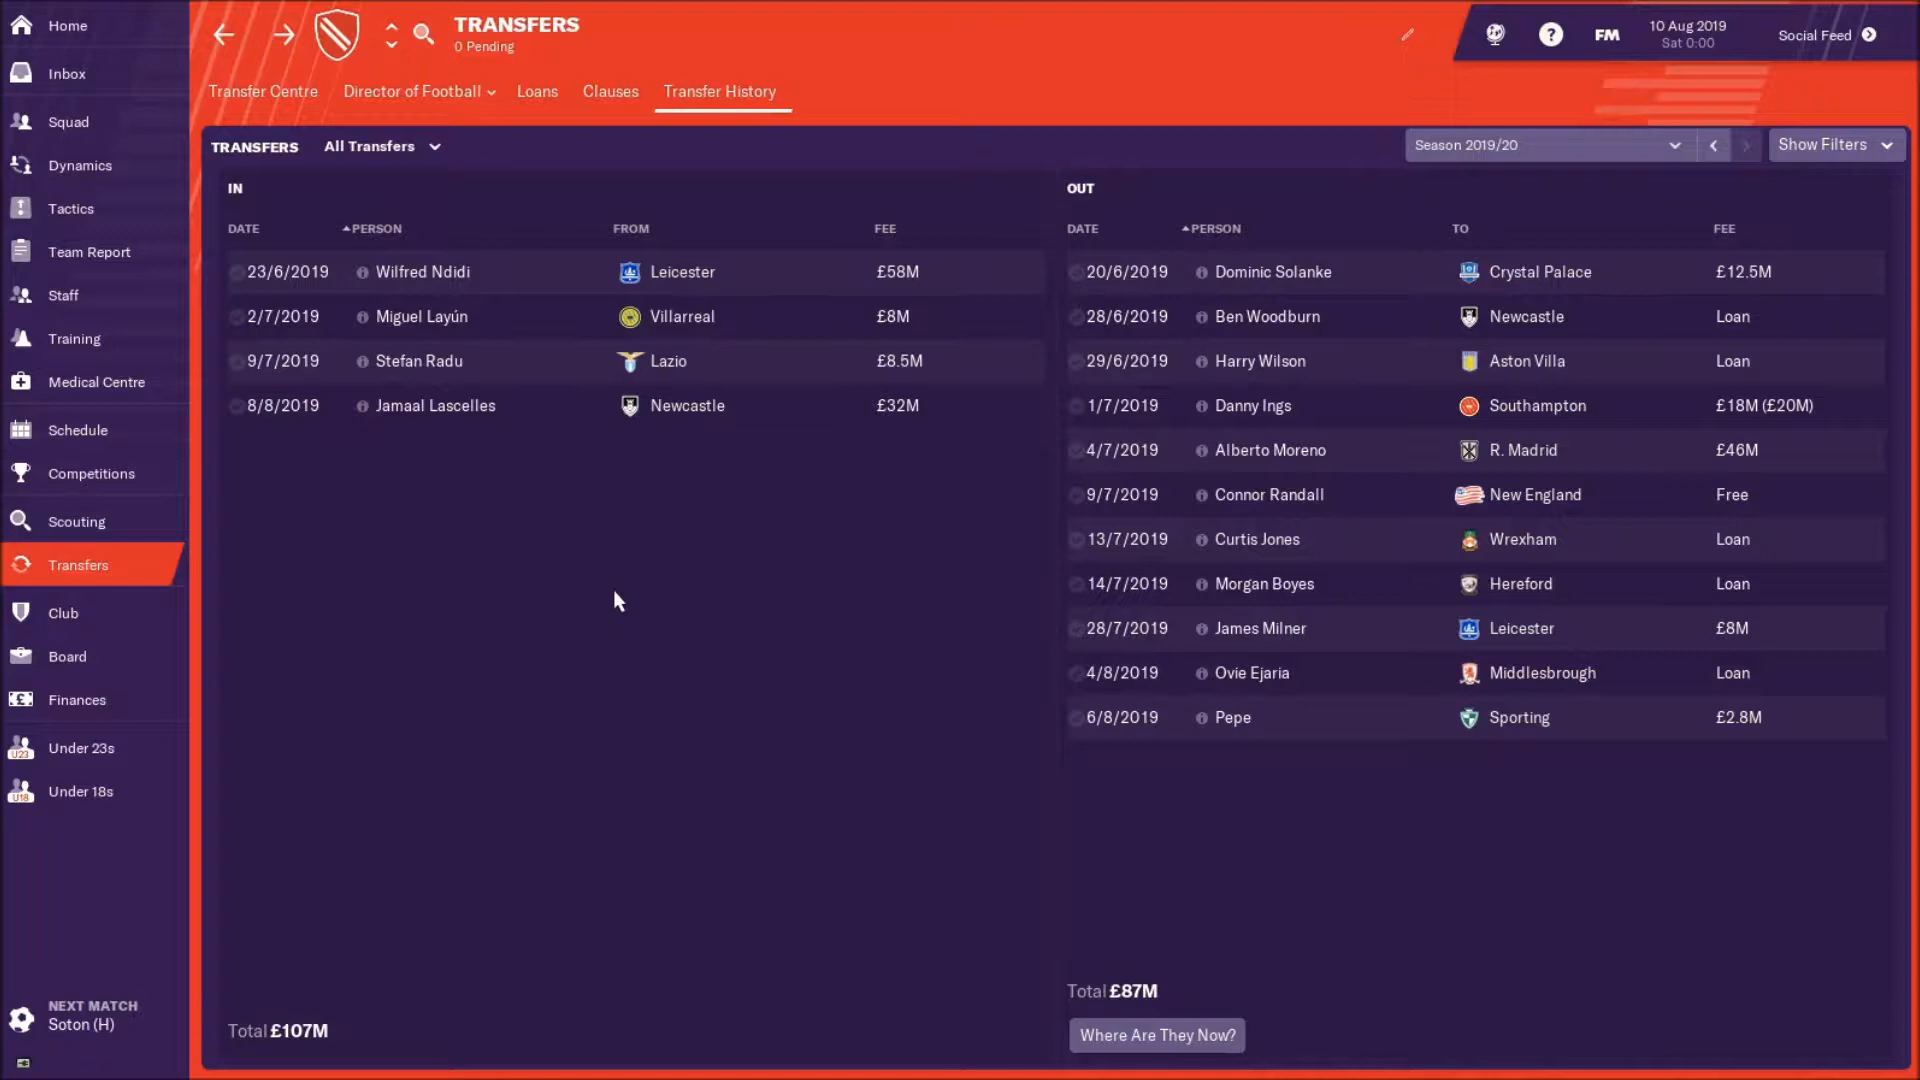 Home
Inbox
Squad
Dynamics
Tactics
Team Report
Staff
Training
Medical Centre
Schedule
Competitions
Scouting
Transfers
Club
Board
Finances
U23 Under 23s
U18 Under 18s
NEXT MATCH
Soton (H)
TRANSFERS
0 Pending
? FM
10 Aug 2019
Sat 0:00
Social Feed
Transfer Centre Director of Football Loans Clauses Transfer History
TRANSFERS All Transfers Season 2019/20 Show Filters
IN
DATE PERSON FROM FEE
23/6/2019 Wilfred Ndidi Leicester £58M
2/7/2019 Miguel Layún Villarreal £8M
9/7/2019 Stefan Radu Lazio £8.5M
8/8/2019 Jamaal Lascelles Newcastle £32M
Total £107M
OUT
DATE PERSON TO FEE
20/6/2019 Dominic Solanke Crystal Palace £12.5M
28/6/2019 Ben Woodburn Newcastle Loan
29/6/2019 Harry Wilson Aston Villa Loan
1/7/2019 Danny Ings Southampton £18M (£20M)
4/7/2019 Alberto Moreno R. Madrid £46M
9/7/2019 Connor Randall New England Free
13/7/2019 Curtis Jones Wrexham Loan
14/7/2019 Morgan Boyes Hereford Loan
28/7/2019 James Milner Leicester £8M
4/8/2019 Ovie Ejaria Middlesbrough Loan
6/8/2019 Pepe Sporting £2.8M
Total £87M
Where Are They Now?